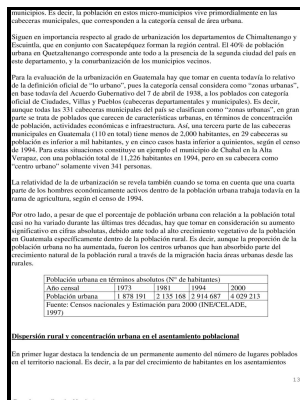 municipios. Es decir, la población en estos micro-municipios vive primordialmente en las
cabeceras municipales, que corresponden a la categoría censal de área urbana.
Siguen en importancia respecto al grado de urbanización los departamentos de Chimaltenango y
Escuintla, que en conjunto con Sacatepéquez forman la región central. El 40% de población
urbana en Quetzaltenango corresponde ante todo a la presencia de la segunda ciudad del país en
este departamento, y la conurbanización de los municipios vecinos.
Para la evaluación de la urbanización en Guatemala hay que tomar en cuenta todavía lo relativo
de la definición oficial de "lo urbano", pues la categoría censal considera como "zonas urbanas",
en base todavía del Acuerdo Gubernativo del 7 de abril de 1938, a los poblados con categoría
oficial de Ciudades, Villas y Pueblos (cabeceras departamentales y municipales). Es decir,
aunque todas las 331 cabeceras municipales del país se clasifican como "zonas urbanas", en gran
parte se trata de poblados que carecen de características urbanas, en términos de concentración
de población, actividades económicas e infraestructura. Así, una tercera parte de las cabeceras
municipales en Guatemala (110 en total) tiene menos de 2,000 habitantes, en 29 cabeceras su
población es inferior a mil habitantes, y en cinco casos hasta inferior a quinientos, según el censo
de 1994. Para estas situaciones constituye un ejemplo el municipio de Chahal en la Alta
Verapaz, con una población total de 11,226 habitantes en 1994, pero en su cabecera como
"centro urbano" solamente viven 341 personas.
La relatividad de la de urbanización se revela también cuando se toma en cuenta que una cuarta
parte de los hombres económicamente activos dentro de la población urbana trabaja todavía en la
rama de agricultura, según el censo de 1994.
Por otro lado, a pesar de que el porcentaje de población urbana con relación a la población total
casi no ha variado durante las últimas tres décadas, hay que tomar en consideración su aumento
significativo en cifras absolutas, debido ante todo al alto crecimiento vegetativo de la población
en Guatemala específicamente dentro de la población rural. Es decir, aunque la proporción de la
población urbana no ha aumentada, fueron los centros urbanos que han absorbido parte del
crecimiento natural de la población rural a través de la migración hacia áreas urbanas desde las
rurales.
Población urbana en términos absolutos (N° de habitantes)
Año censal 1973 1981 1994 2000
Población urbana 1 878 191 2 135 168 2 914 687 4 029 213
Fuente: Censos nacionales y Estimación para 2000 (INE/CELADE,
1997)
Dispersión rural y concentración urbana en el asentamiento poblacional
En primer lugar destaca la tendencia de un permanente aumento del número de lugares poblados
en el territorio nacional. Es decir, a la par del crecimiento de habitantes en los asentamientos
13